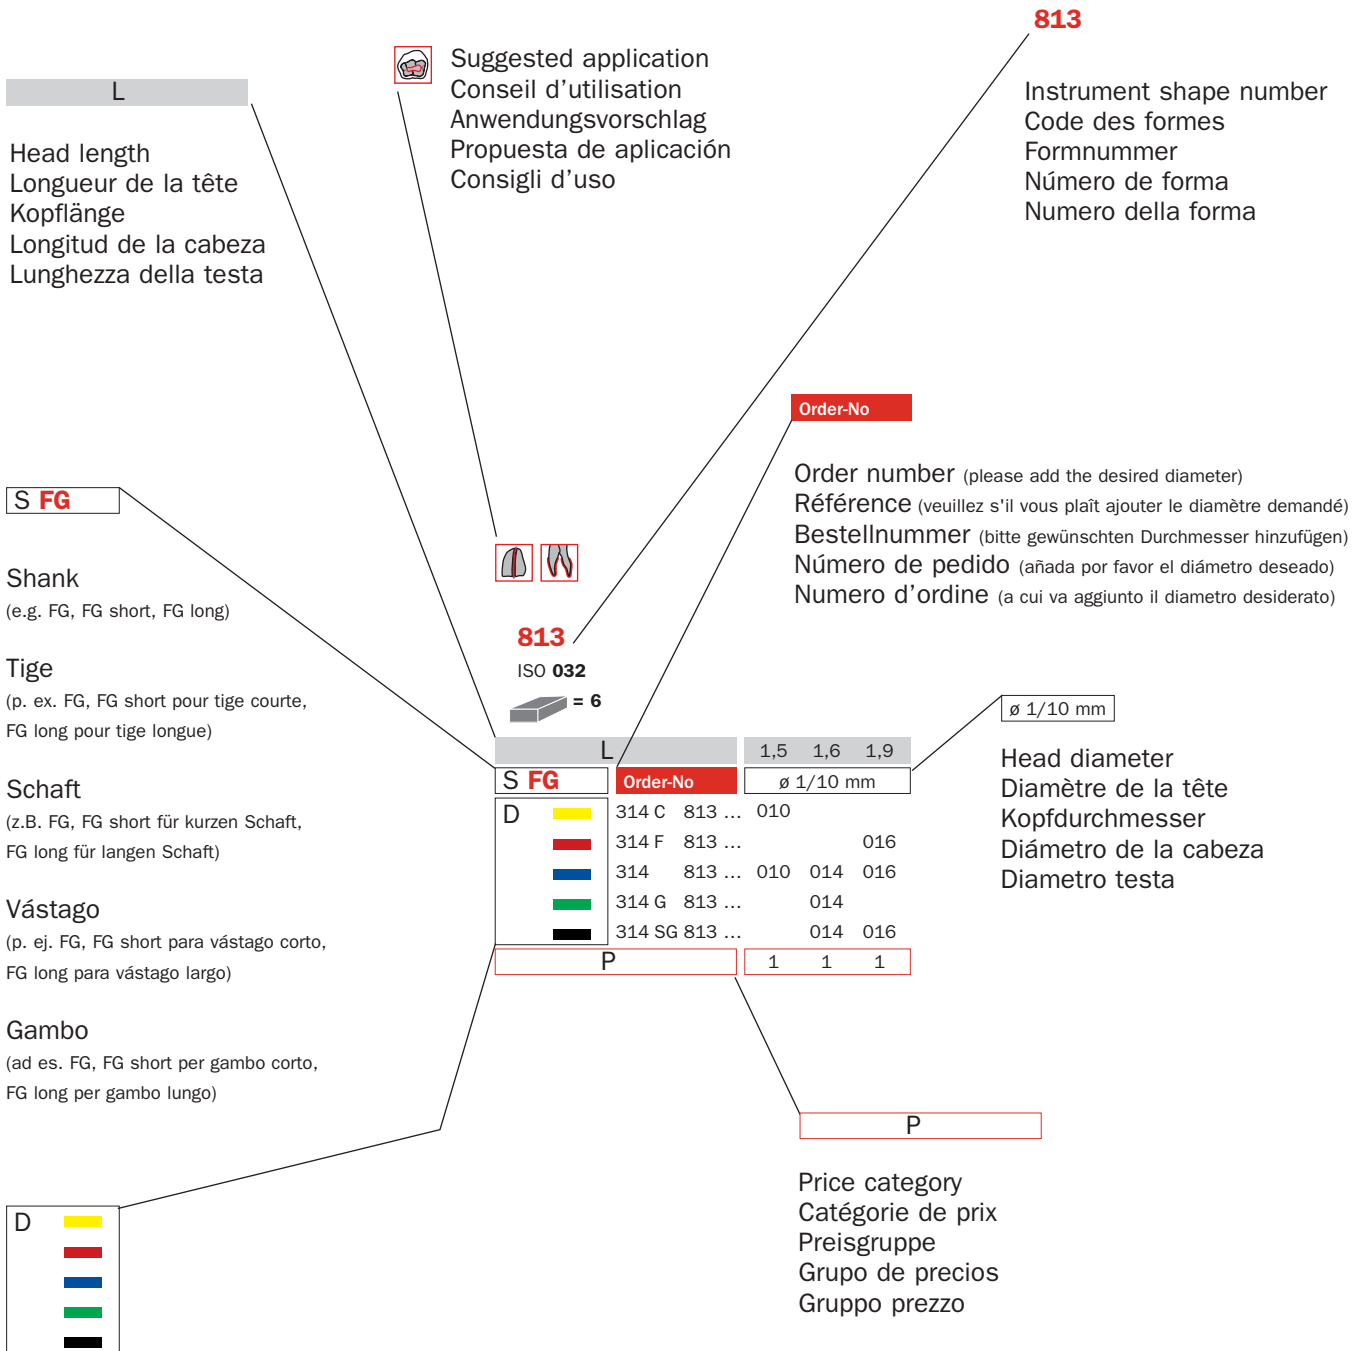 813
Suggested application
Conseil d’utilisation
Anwendungsvorschlag
Propuesta de aplicación
Consigli d’uso
L
Head length
Longueur de la tête
Kopflänge
Longitud de la cabeza
Lunghezza della testa
Instrument shape number
Code des formes
Formnummer
Número de forma
Numero della forma
Order-No
Order number (please add the desired diameter)
Référence (veuillez s'il vous plaît ajouter le diamètre demandé)
Bestellnummer (bitte gewünschten Durchmesser hinzufügen)
Número de pedido (añada por favor el diámetro deseado)
Numero d’ordine (a cui va aggiunto il diametro desiderato)
S FG
Shank
(e.g. FG, FG short, FG long)
Tige
(p. ex. FG, FG short pour tige courte,
FG long pour tige longue)
Schaft
(z.B. FG, FG short für kurzen Schaft,
FG long für langen Schaft)
Vástago
(p. ej. FG, FG short para vástago corto,
FG long para vástago largo)
Gambo
(ad es. FG, FG short per gambo corto,
FG long per gambo lungo)
813
ISO 032
= 6
L 1,5 1,6 1,9
S FG Order-No ø 1/10 mm
D 314 C 813 ... 010
314 F 813 ... 016
314 813 ... 010 014 016
314 G 813 ... 014
314 SG 813 ... 014 016
P 1 1 1
ø 1/10 mm
Head diameter
Diamètre de la tête
Kopfdurchmesser
Diámetro de la cabeza
Diametro testa
P
Price category
Catégorie de prix
Preisgruppe
Grupo de precios
Gruppo prezzo
D